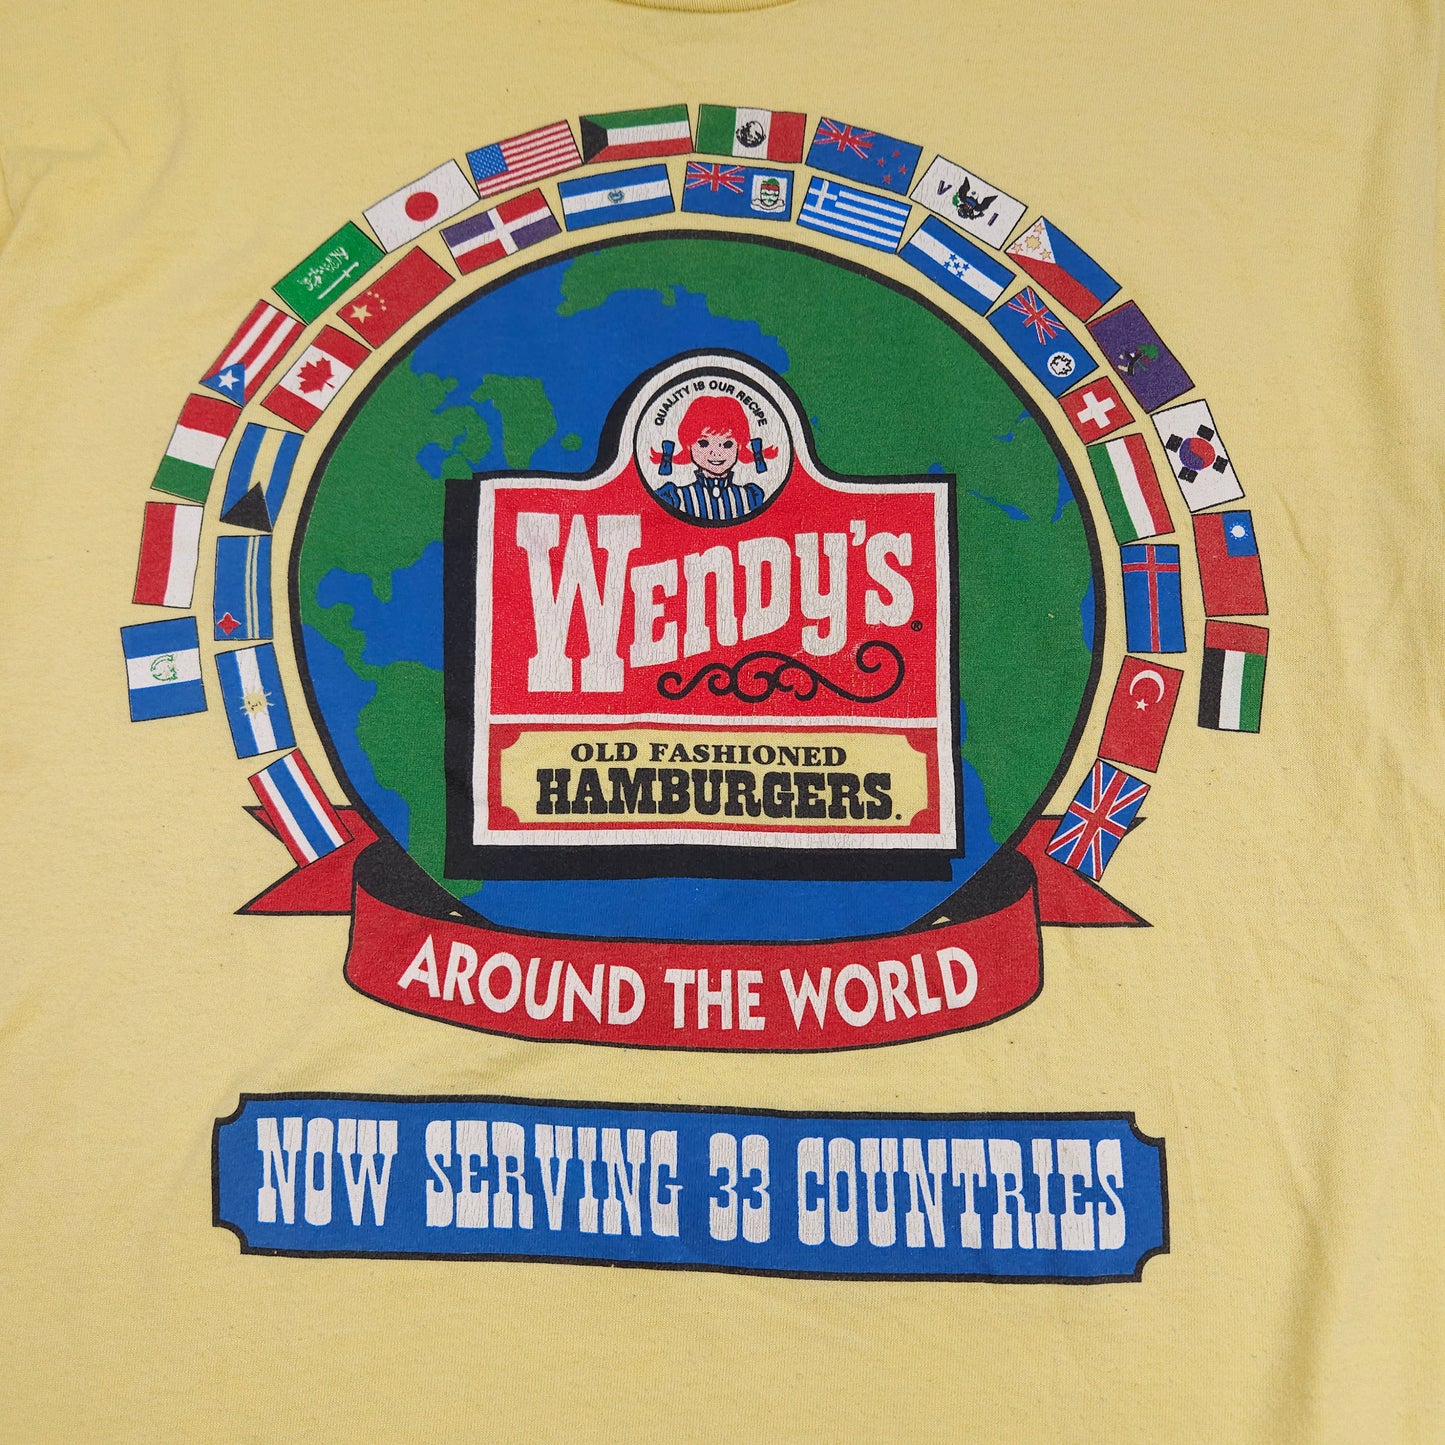 V I
QUALITY IS OUR RECIPE
WENDY'S®
OLD FASHIONED
HAMBURGERS.
AROUND THE WORLD
NOW SERVING 33 COUNTRIES